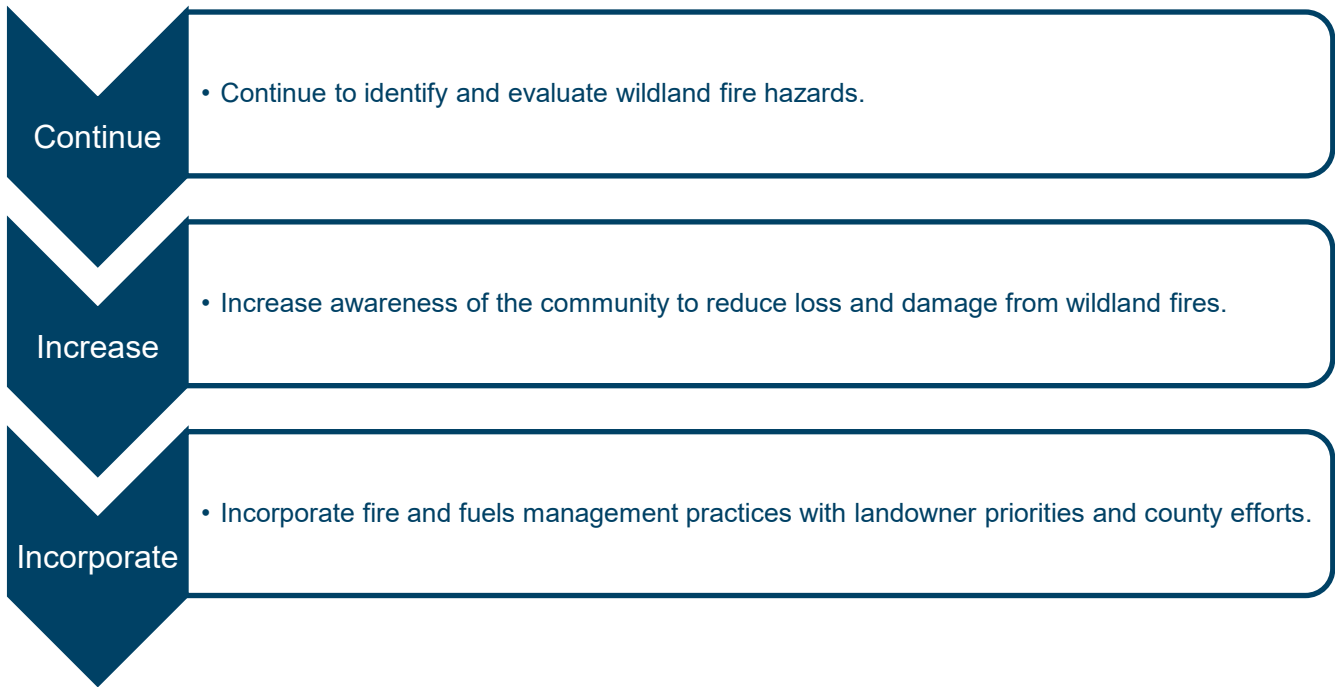 Continue
• Continue to identify and evaluate wildland fire hazards.
Increase
• Increase awareness of the community to reduce loss and damage from wildland fires.
Incorporate
• Incorporate fire and fuels management practices with landowner priorities and county efforts.